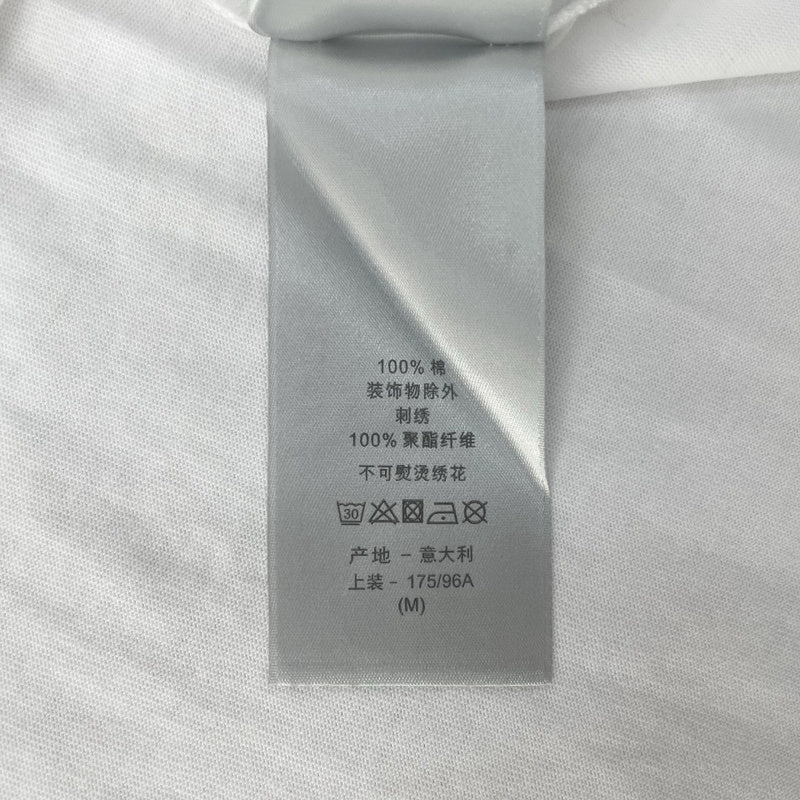 100% 棉
装饰物除外
刺绣
100% 聚酯纤维
不可熨烫绣花
30
产地 – 意大利
上装 – 175/96A
(M)